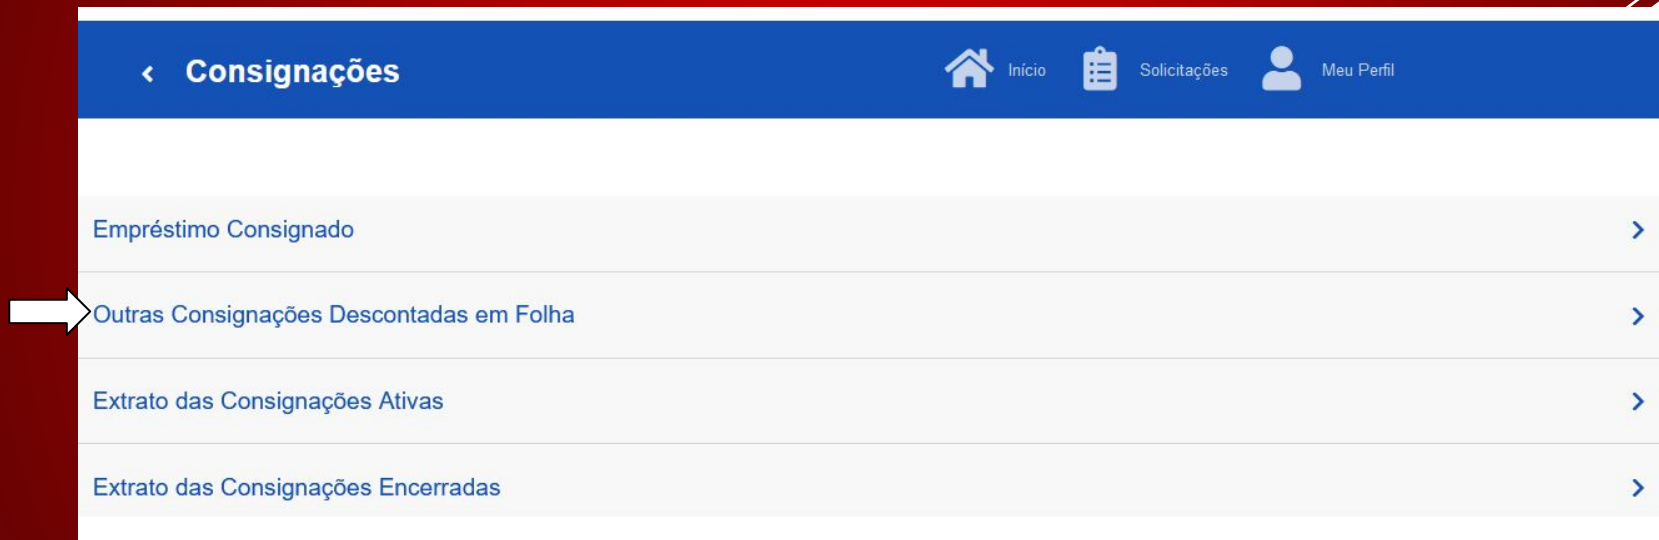 Consignações
Início
Solicitações
Meu Perfil
Empréstimo Consignado
Outras Consignações Descontadas em Folha
Extrato das Consignações Ativas
Extrato das Consignações Encerradas